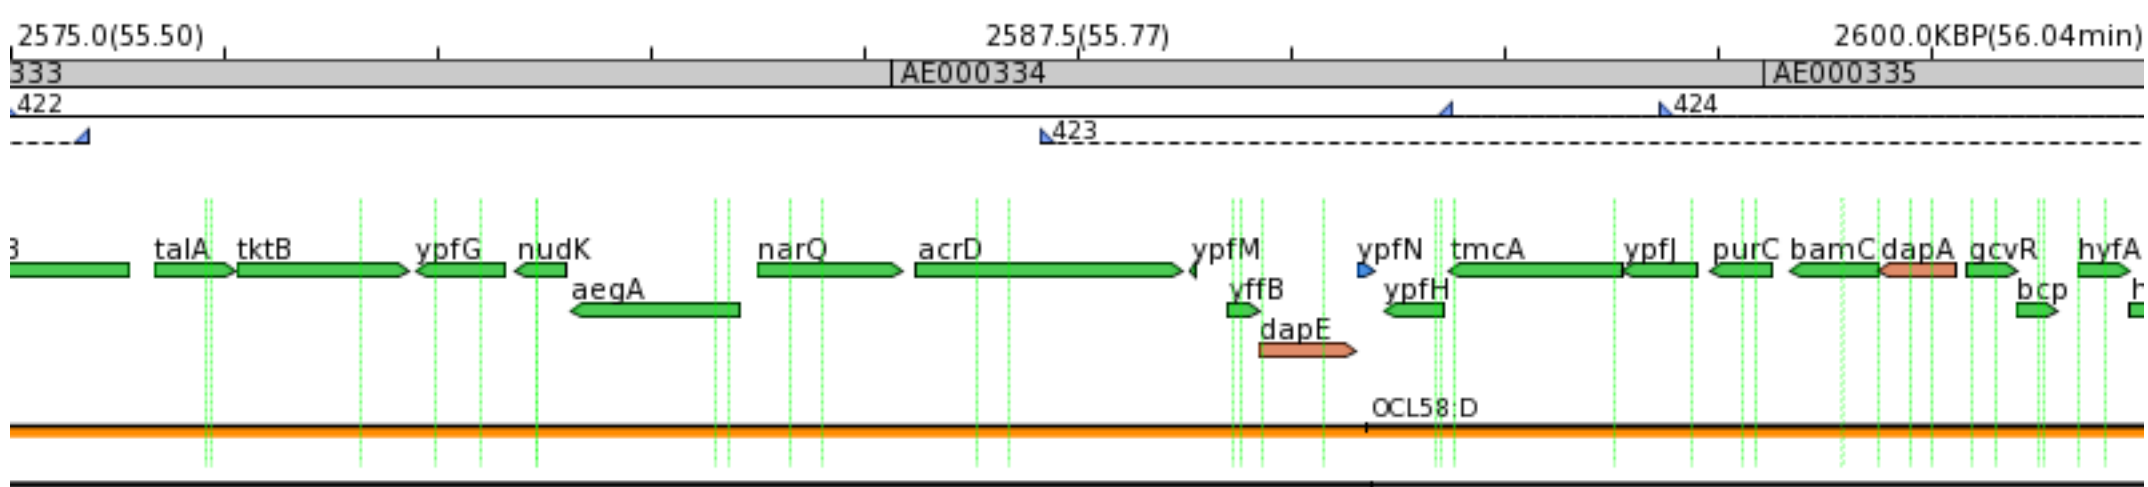 2575.0(55.50) 2587.5(55.77) 2600.0KBP(56.04min)
333 AE000334 AE000335
422 424
423
B talA tktB ypfG nudK narQ acrD ypfM ypfN tmcA ypfJ purC bamC dapA gcvR hyfA
aegA yffB ypfH bcp h
dapE
OCL58:D